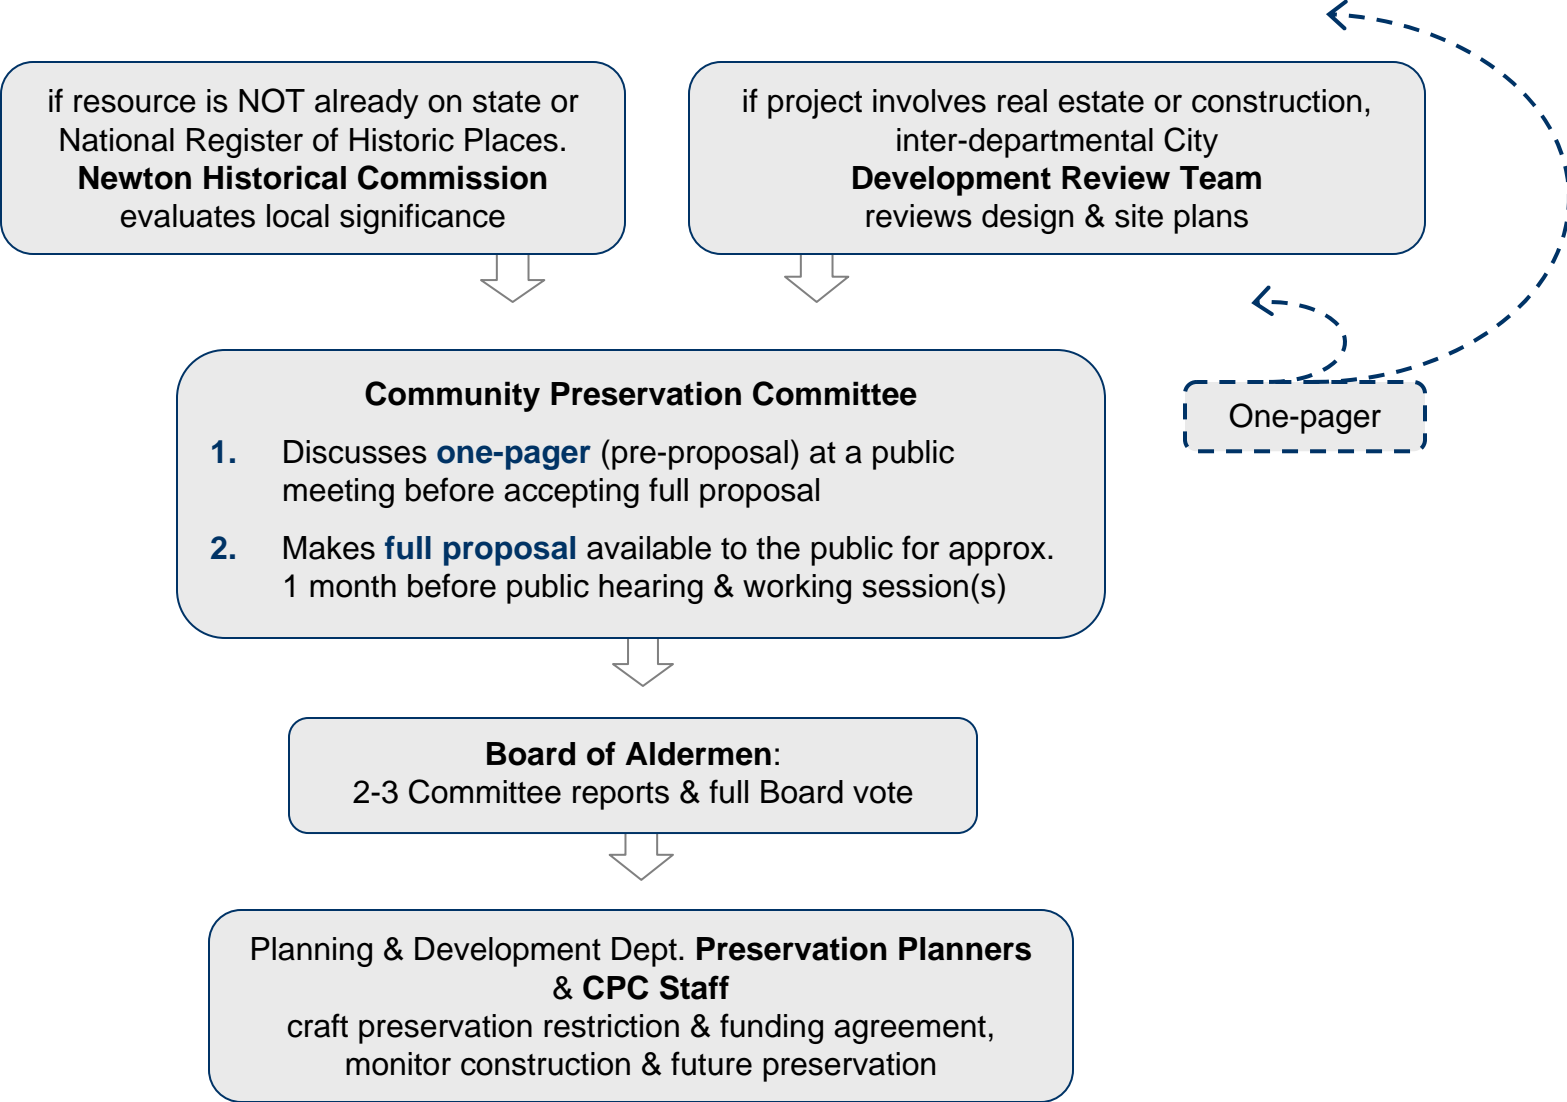 if resource is NOT already on state or
National Register of Historic Places.
Newton Historical Commission
evaluates local significance
if project involves real estate or construction,
inter-departmental City
Development Review Team
reviews design & site plans
Community Preservation Committee
1. Discusses one-pager (pre-proposal) at a public
meeting before accepting full proposal
2. Makes full proposal available to the public for approx.
1 month before public hearing & working session(s)
One-pager
Board of Aldermen:
2-3 Committee reports & full Board vote
Planning & Development Dept. Preservation Planners
& CPC Staff
craft preservation restriction & funding agreement,
monitor construction & future preservation